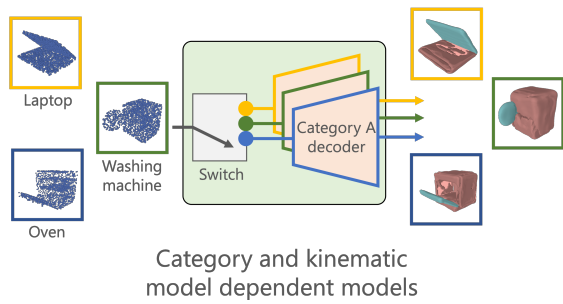 Laptop
Washing
machine
Oven
Switch
Category A
decoder
Category and kinematic
model dependent models